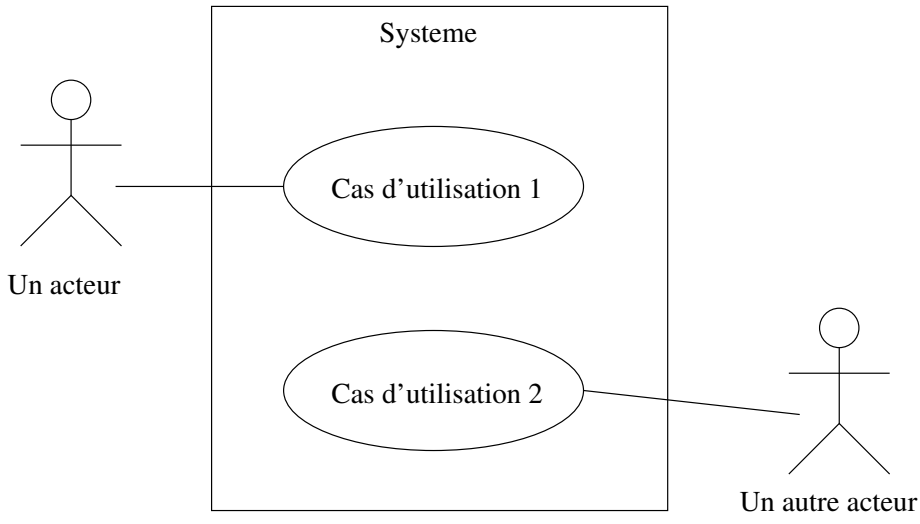 Systeme
Cas d'utilisation 1
Un acteur
Cas d'utilisation 2
Un autre acteur